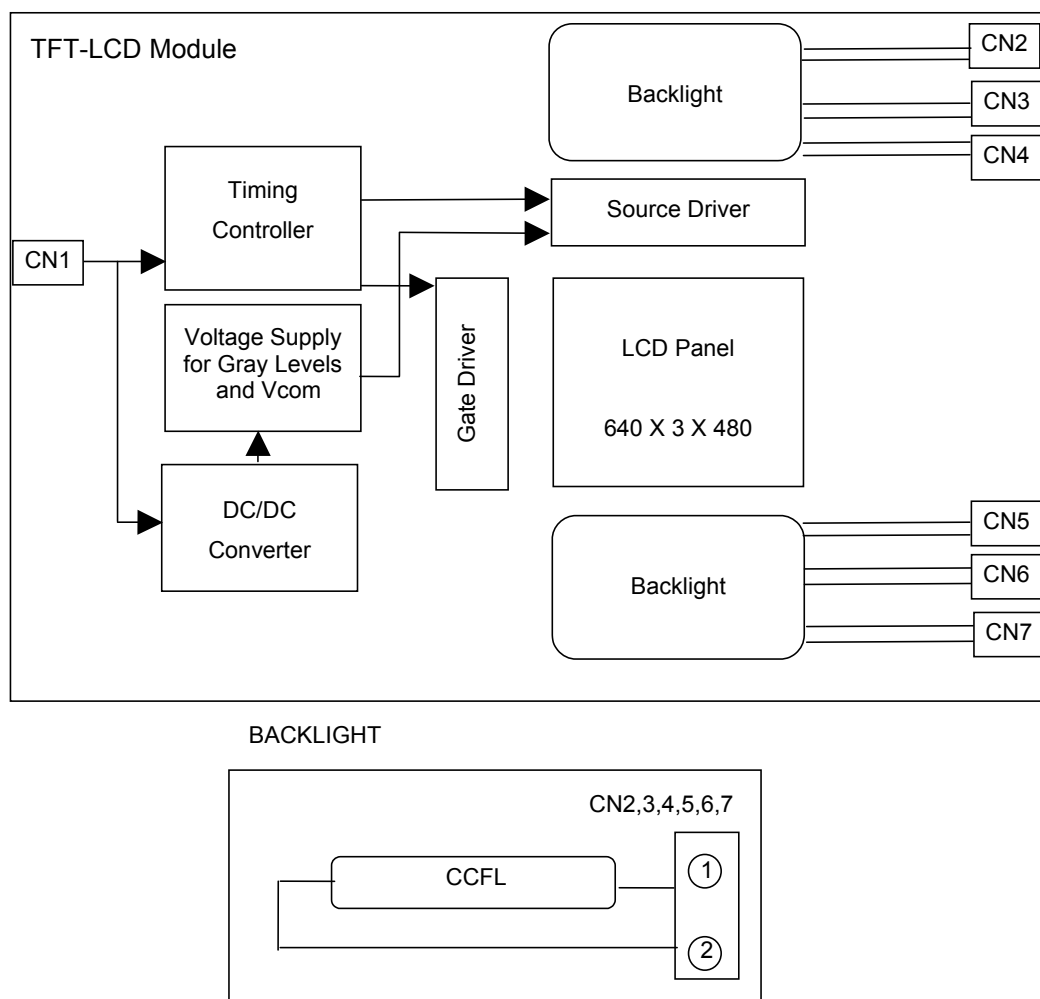 TFT-LCD Module
Backlight
CN2
CN3
CN4
Timing
Controller
Source Driver
CN1
Voltage Supply
for Gray Levels
and Vcom
Gate Driver
LCD Panel
640 X 3 X 480
DC/DC
Converter
Backlight
CN5
CN6
CN7
BACKLIGHT
CN2,3,4,5,6,7
CCFL
1
2